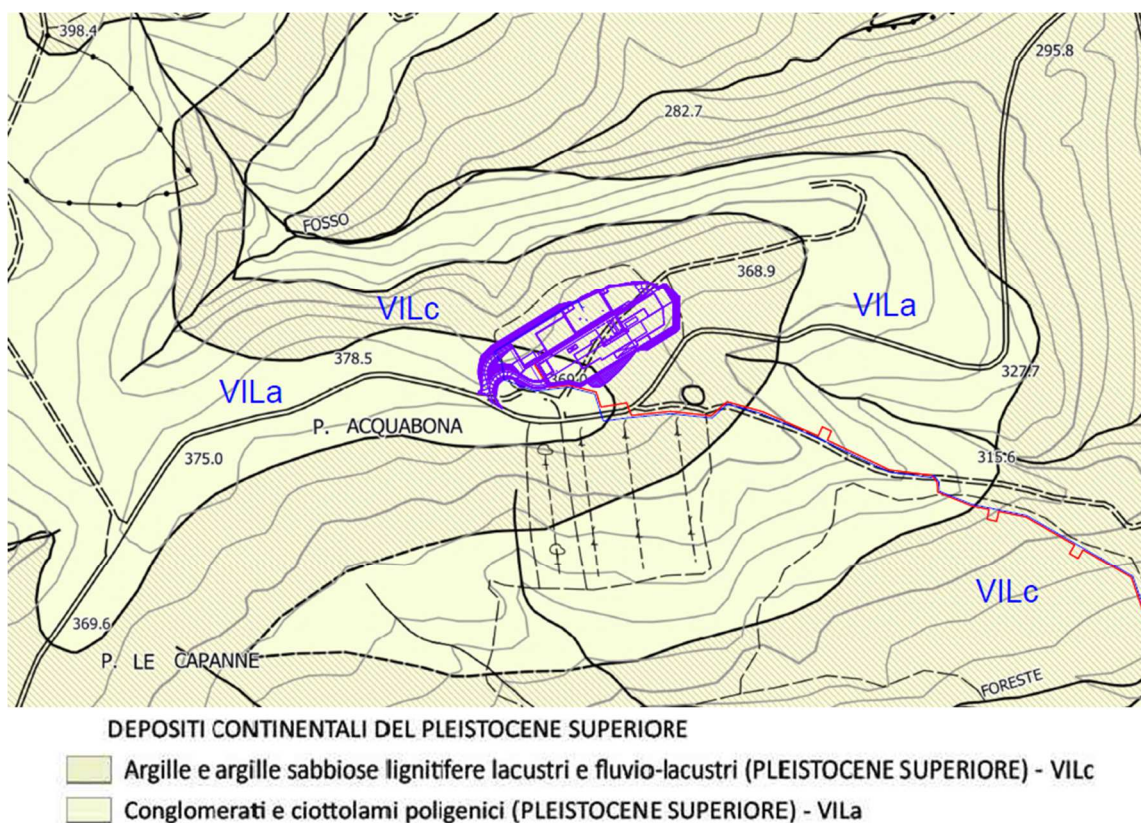 398.4
295.8
282.7
FOSSO
368.9
VILc
VILa
378.5
369.0
327.7
VILa
P. ACQUABONA
375.0
315.6
VILc
369.6
P. LE CAPANNE
FORESTE
DEPOSITI CONTINENTALI DEL PLEISTOCENE SUPERIORE
Argille e argille sabbiose lignitifere lacustri e fluvio-lacustri (PLEISTOCENE SUPERIORE) - VILc
Conglomerati e ciottolami poligenici (PLEISTOCENE SUPERIORE) - VILa